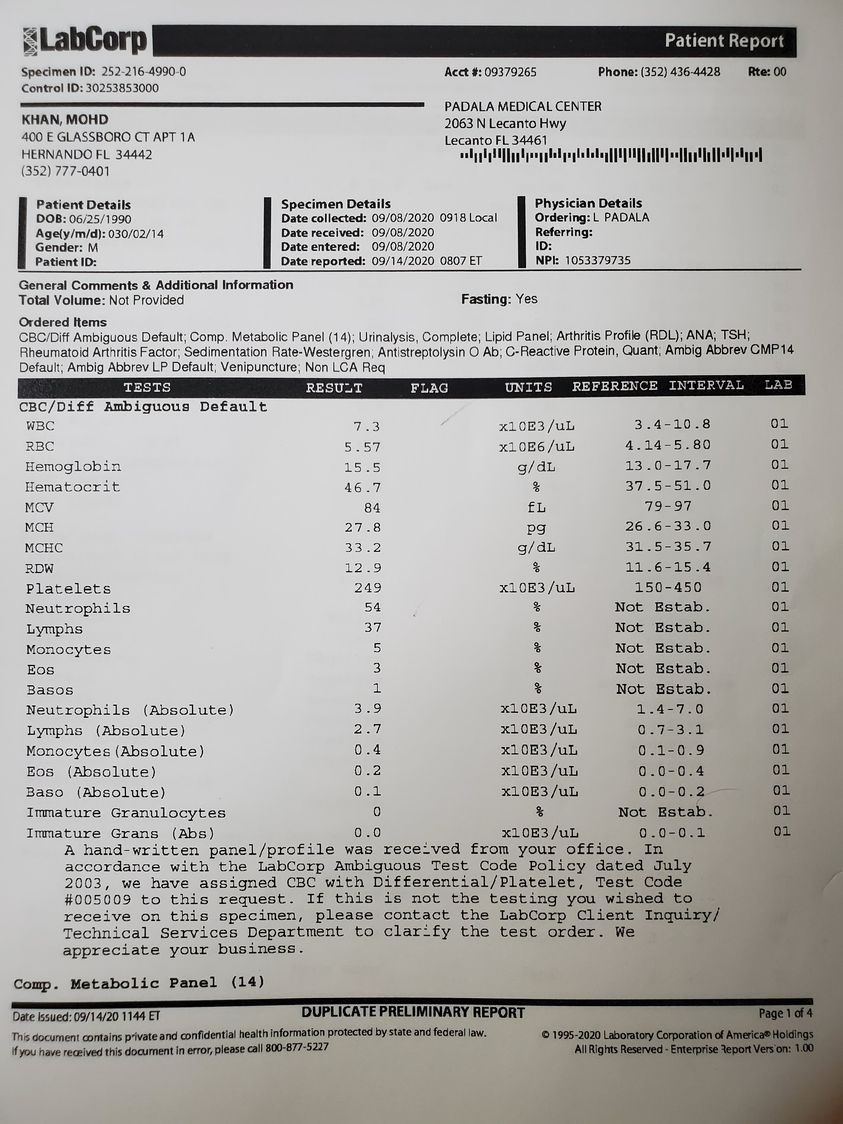 LabCorp
Patient Report
Specimen ID: 252-216-4990-0
Control ID: 30253853000
Acct #: 09379265 Phone: (352) 436-4428 Rte: 00
KHAN, MOHD
400 E GLASSBORO CT APT 1A
HERNANDO FL 34442
(352) 777-0401
PADALA MEDICAL CENTER
2063 N Lecanto Hwy
Lecanto FL 34461
Patient Details
DOB: 06/25/1990
Age(y/m/d): 030/02/14
Gender: M
Patient ID:
Specimen Details
Date collected: 09/08/2020 0918 Local
Date received: 09/08/2020
Date entered: 09/08/2020
Date reported: 09/14/2020 0807 ET
Physician Details
Ordering: L PADALA
Referring:
ID:
NPI: 1053379735
General Comments & Additional Information
Total Volume: Not Provided Fasting: Yes
Ordered Items
CBC/Diff Ambiguous Default; Comp. Metabolic Panel (14); Urinalysis, Complete; Lipid Panel; Arthritis Profile (RDL); ANA; TSH;
Rheumatoid Arthritis Factor; Sedimentation Rate-Westergren; Antistreptolysin O Ab; C-Reactive Protein, Quant; Ambig Abbrev CMP14
Default; Ambig Abbrev LP Default; Venipuncture; Non LCA Req
TESTS RESULT FLAG UNITS REFERENCE INTERVAL LAB
CBC/Diff Ambiguous Default
WBC 7.3 x10E3/uL 3.4-10.8 01
RBC 5.57 x10E6/uL 4.14-5.80 01
Hemoglobin 15.5 g/dL 13.0-17.7 01
Hematocrit 46.7 % 37.5-51.0 01
MCV 84 fL 79-97 01
MCH 27.8 pg 26.6-33.0 01
MCHC 33.2 g/dL 31.5-35.7 01
RDW 12.9 % 11.6-15.4 01
Platelets 249 x10E3/uL 150-450 01
Neutrophils 54 % Not Estab. 01
Lymphs 37 % Not Estab. 01
Monocytes 5 % Not Estab. 01
Eos 3 % Not Estab. 01
Basos 1 % Not Estab. 01
Neutrophils (Absolute) 3.9 x10E3/uL 1.4-7.0 01
Lymphs (Absolute) 2.7 x10E3/uL 0.7-3.1 01
Monocytes(Absolute) 0.4 x10E3/uL 0.1-0.9 01
Eos (Absolute) 0.2 x10E3/uL 0.0-0.4 01
Baso (Absolute) 0.1 x10E3/uL 0.0-0.2 01
Immature Granulocytes 0 % Not Estab. 01
Immature Grans (Abs) 0.0 x10E3/uL 0.0-0.1 01
A hand-written panel/profile was received from your office. In
accordance with the LabCorp Ambiguous Test Code Policy dated July
2003, we have assigned CBC with Differential/Platelet, Test Code
#005009 to this request. If this is not the testing you wished to
receive on this specimen, please contact the LabCorp Client Inquiry/
Technical Services Department to clarify the test order. We
appreciate your business.
Comp. Metabolic Panel (14)
Date Issued: 09/14/20 1144 ET DUPLICATE PRELIMINARY REPORT Page 1 of 4
This document contains private and confidential health information protected by state and federal law.
If you have received this document in error, please call 800-877-5227
© 1995-2020 Laboratory Corporation of America® Holdings
All Rights Reserved - Enterprise Report Version: 1.00